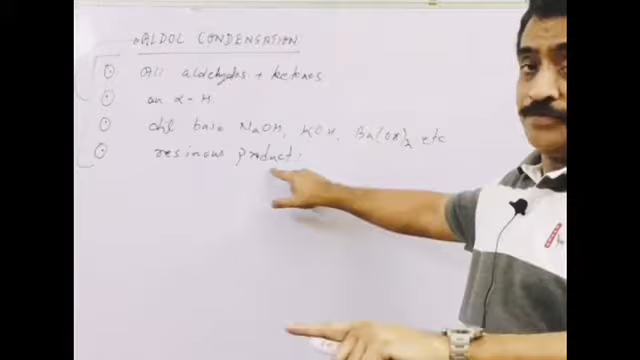 ALDOL CONDENSATION
All aldehydes + ketones
an α-H
dil base NaOH, KOH, Ba(OH)2 etc
resinous product